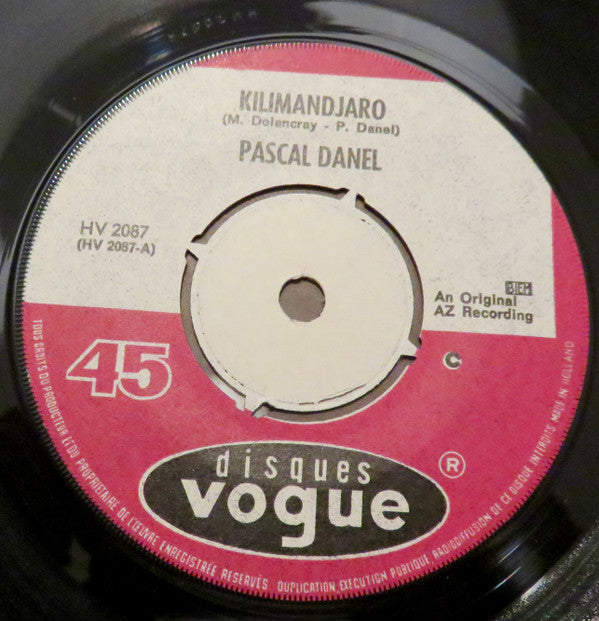 KILIMANDJARO
(M. Delancray - P. Danel)
PASCAL DANEL
HV 2087
(HV 2087-A)
BIEM
An Original
AZ Recording
45
disques
vogue
®
TOUS DROITS DU PRODUCTEUR ET DU PROPRIETAIRE DE L'ŒUVRE ENREGISTRÉE RESERVÉS. DUPLICATION EXECUTION PUBLIQUE RADIODIFFUSION DE CE DISQUE INTERDITS MADE IN HOLLAND